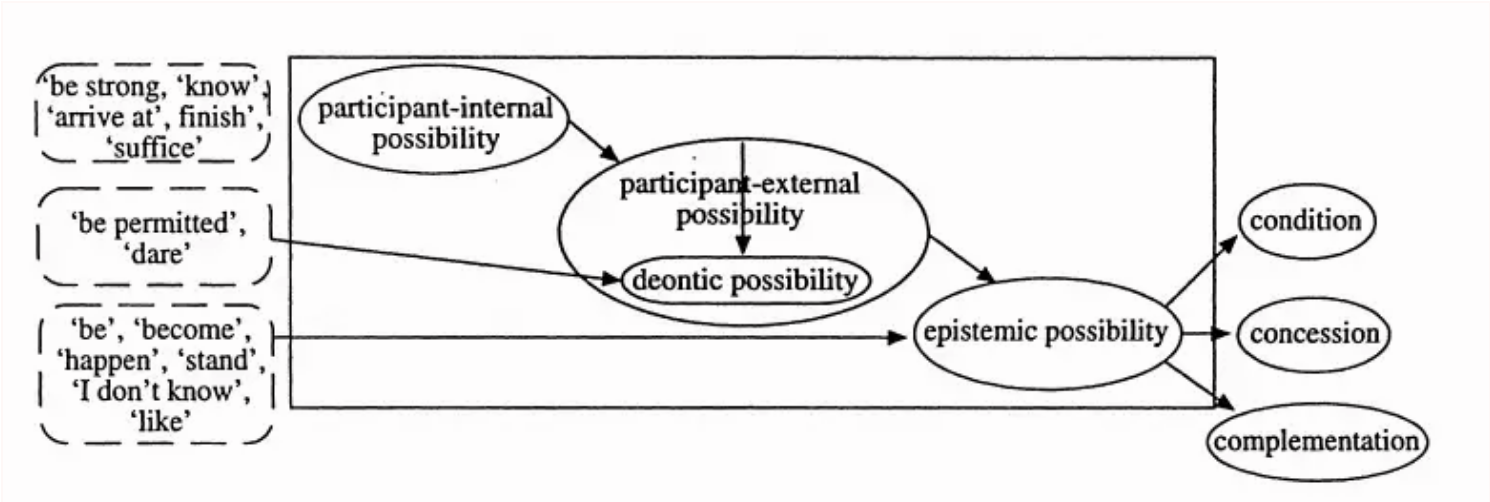 ‘be strong, ‘know’,
‘arrive at’, finish’,
‘suffice’
participant-internal
possibility
participant-external
possibility
‘be permitted’,
‘dare’
deontic possibility
‘be’, ‘become’,
‘happen’, ‘stand’,
‘I don’t know’,
‘like’
epistemic possibility
condition
concession
complementation